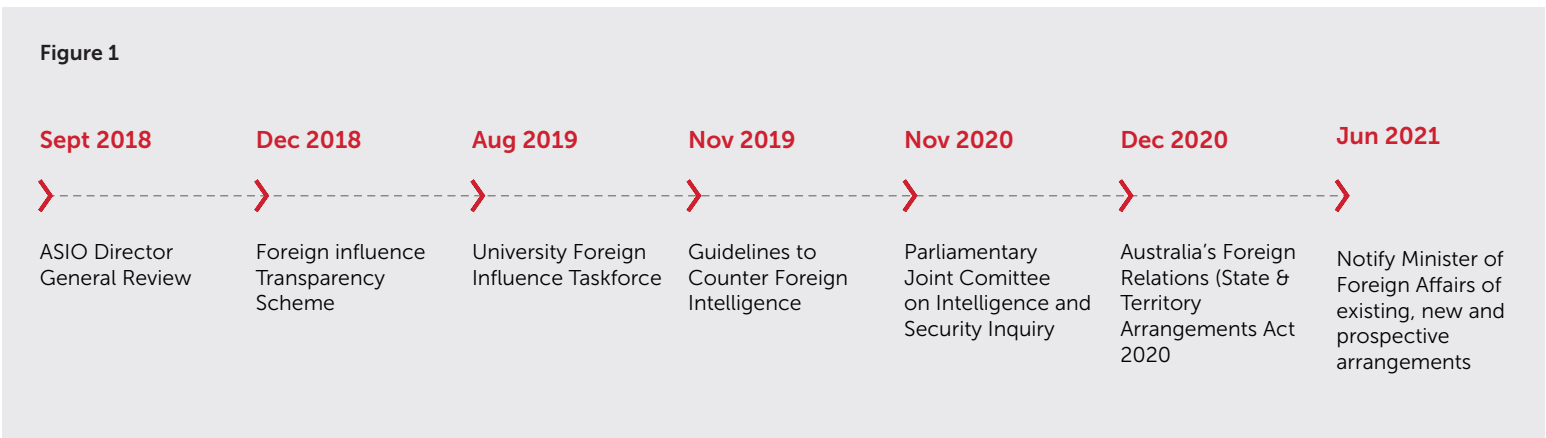 Figure 1
Sept 2018
ASIO Director
General Review
Dec 2018
Foreign influence
Transparency
Scheme
Aug 2019
University Foreign
Influence Taskforce
Nov 2019
Guidelines to
Counter Foreign
Intelligence
Nov 2020
Parliamentary
Joint Comittee
on Intelligence and
Security Inquiry
Dec 2020
Australia’s Foreign
Relations (State &
Territory
Arrangements Act
2020
Jun 2021
Notify Minister of
Foreign Affairs of
existing, new and
prospective
arrangements